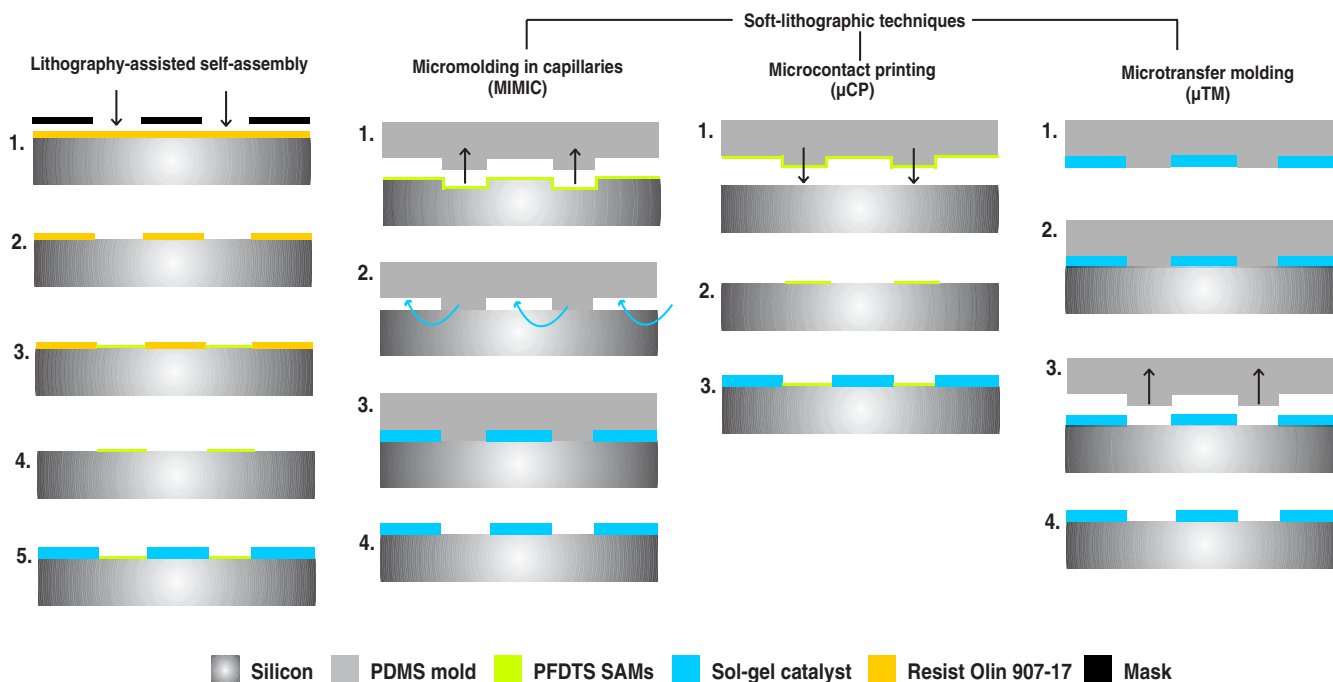 Soft-lithographic techniques
Lithography-assisted self-assembly
1.
2.
3.
4.
5.
Micromolding in capillaries
(MIMIC)
1.
2.
3.
4.
Microcontact printing
(μCP)
1.
2.
3.
Microtransfer molding
(μTM)
1.
2.
3.
4.
Silicon PDMS mold PFDTS SAMs Sol-gel catalyst Resist Olin 907-17 Mask